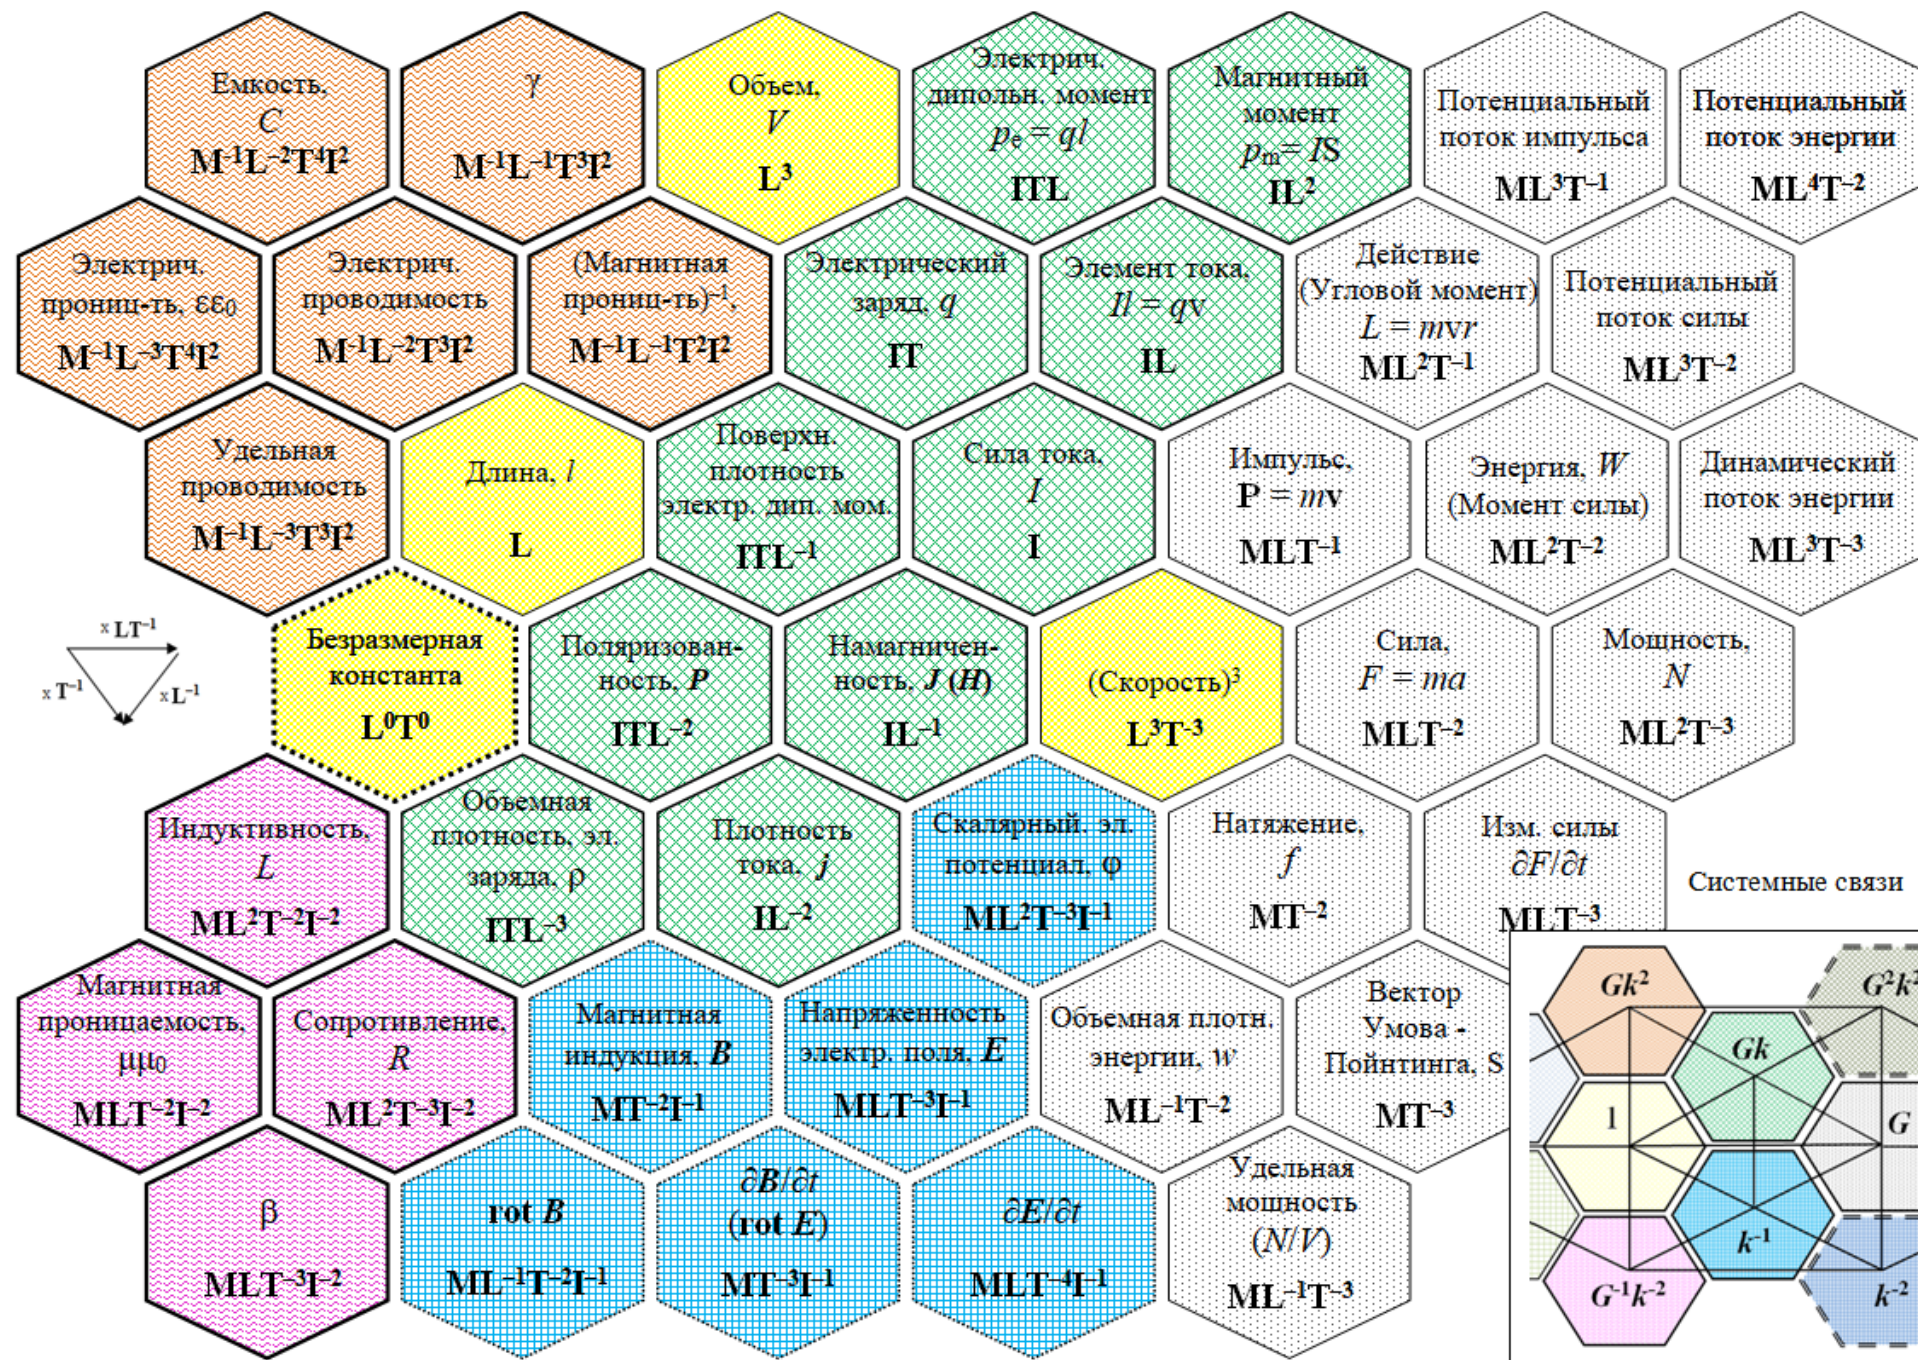 Емкость,
C
M⁻¹L⁻²T⁴I²
γ
M⁻¹L⁻¹T³I²
Объем,
V
L³
Электрич.
дипольн. момент
pₑ = ql
ITL
Магнитный
момент
pₘ= IS
IL²
Потенциальный
поток импульса
ML³T⁻¹
Потенциальный
поток энергии
ML⁴T⁻²
Электрич.
прониц-ть, εε₀
M⁻¹L⁻³T⁴I²
Электрич.
проводимость
M⁻¹L⁻²T³I²
(Магнитная
прониц-ть)⁻¹,
M⁻¹L⁻¹T²I²
Электрический
заряд, q
IT
Элемент тока,
Il = qv
IL
Действие
(Угловой момент)
L = mvr
ML²T⁻¹
Потенциальный
поток силы
ML³T⁻²
Удельная
проводимость
M⁻¹L⁻³T³I²
Длина, l
L
Поверхн.
плотность
электр. дип. мом.
ITL⁻¹
Сила тока,
I
I
Импульс,
P = mv
MLT⁻¹
Энергия, W
(Момент силы)
ML²T⁻²
Динамический
поток энергии
ML³T⁻³
x LT⁻¹
x T⁻¹
x L⁻¹
Безразмерная
константа
L⁰T⁰
Поляризован-
ность, P
ITL⁻²
Намагничен-
ность, J (H)
IL⁻¹
(Скорость)³
L³T⁻³
Сила,
F = ma
MLT⁻²
Мощность,
N
ML²T⁻³
Индуктивность,
L
ML²T⁻²I⁻²
Объемная
плотность, эл.
заряда, ρ
ITL⁻³
Плотность
тока, j
IL⁻²
Скалярный. эл.
потенциал, φ
ML²T⁻³I⁻¹
Натяжение,
f
MT⁻²
Изм. силы
∂F/∂t
MLT⁻³
Системные связи
Магнитная
проницаемость,
μμ₀
MLT⁻²I⁻²
Сопротивление,
R
ML²T⁻³I⁻²
Магнитная
индукция, B
MT⁻²I⁻¹
Напряженность
электр. поля, E
MLT⁻³I⁻¹
Объемная плотн.
энергии, w
ML⁻¹T⁻²
Вектор
Умова -
Пойнтинга, S
MT⁻³
β
MLT⁻³I⁻²
rot B
ML⁻¹T⁻²I⁻¹
∂B/∂t
(rot E)
MT⁻³I⁻¹
∂E/∂t
MLT⁻⁴I⁻¹
Удельная
мощность
(N/V)
ML⁻¹T⁻³
Gk²
G²k²
Gk
1
G
k⁻¹
G⁻¹k⁻²
k⁻²